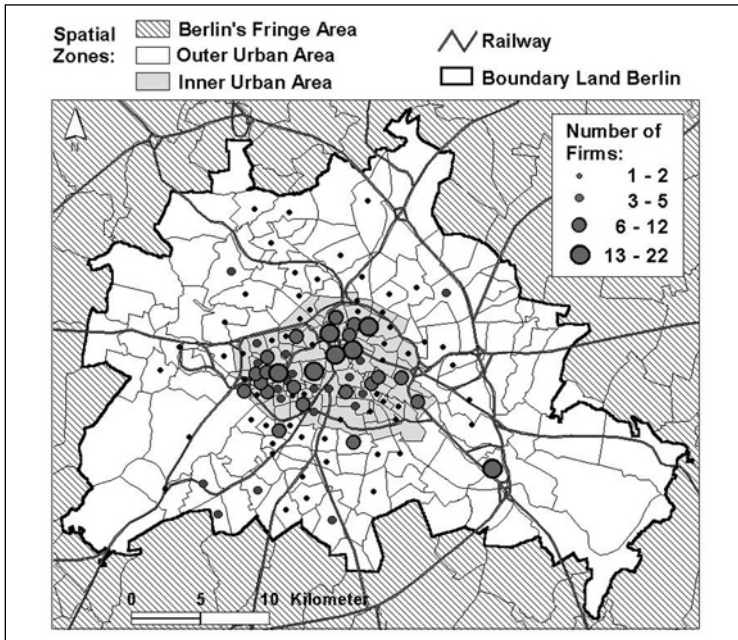 Spatial Zones:
Berlin's Fringe Area
Outer Urban Area
Inner Urban Area
Railway
Boundary Land Berlin
N
Number of
Firms:
1 - 2
3 - 5
6 - 12
13 - 22
0 5 10 Kilometer